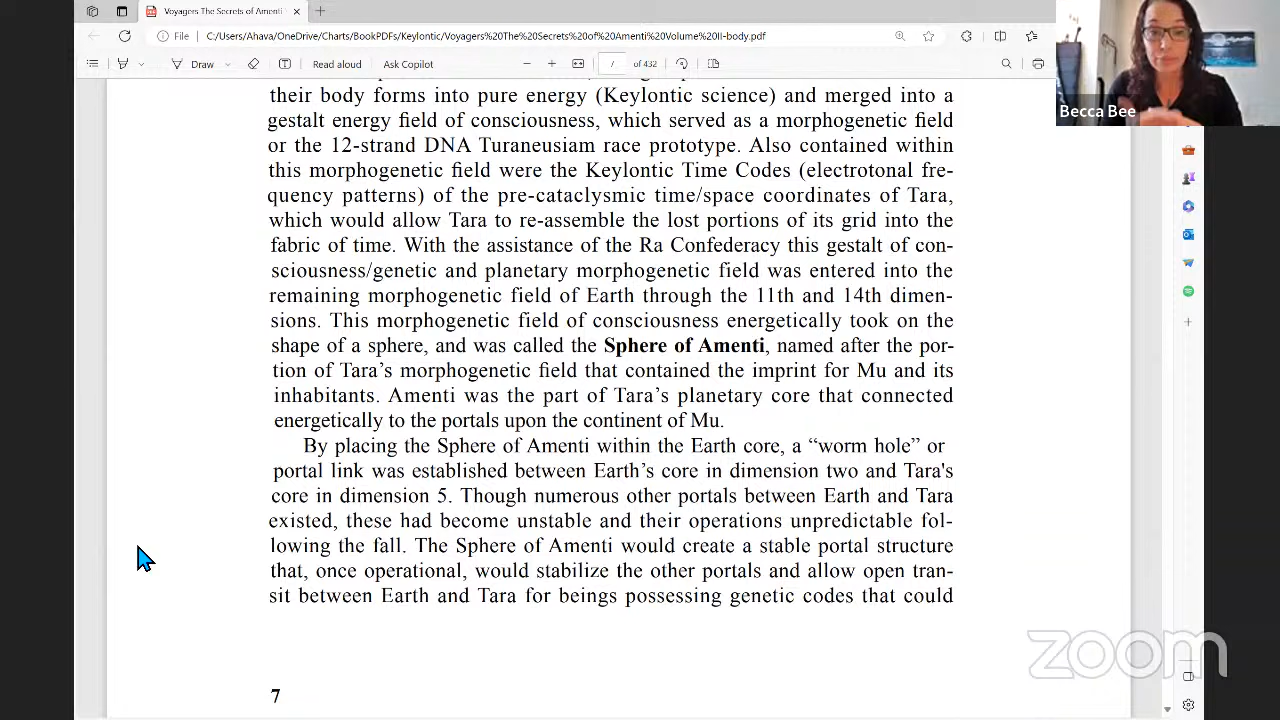 Voyagers The Secrets of Amenti
File
C:/Users/Ahava/OneDrive/Charts/BookPDFs/Keylontic/Voyagers%20The%20Secrets%20of%20Amenti%20Volume%20II-body.pdf
Draw
Read aloud
Ask Copilot
7
of 432
Becca Bee
their body forms into pure energy (Keylontic science) and merged into a
gestalt energy field of consciousness, which served as a morphogenetic field
or the 12-strand DNA Turaneusiam race prototype. Also contained within
this morphogenetic field were the Keylontic Time Codes (electrotonal fre-
quency patterns) of the pre-cataclysmic time/space coordinates of Tara,
which would allow Tara to re-assemble the lost portions of its grid into the
fabric of time. With the assistance of the Ra Confederacy this gestalt of con-
sciousness/genetic and planetary morphogenetic field was entered into the
remaining morphogenetic field of Earth through the 11th and 14th dimen-
sions. This morphogenetic field of consciousness energetically took on the
shape of a sphere, and was called the Sphere of Amenti, named after the por-
tion of Tara's morphogenetic field that contained the imprint for Mu and its
inhabitants. Amenti was the part of Tara's planetary core that connected
energetically to the portals upon the continent of Mu.
By placing the Sphere of Amenti within the Earth core, a "worm hole" or
portal link was established between Earth's core in dimension two and Tara's
core in dimension 5. Though numerous other portals between Earth and Tara
existed, these had become unstable and their operations unpredictable fol-
lowing the fall. The Sphere of Amenti would create a stable portal structure
that, once operational, would stabilize the other portals and allow open tran-
sit between Earth and Tara for beings possessing genetic codes that could
zoom
7